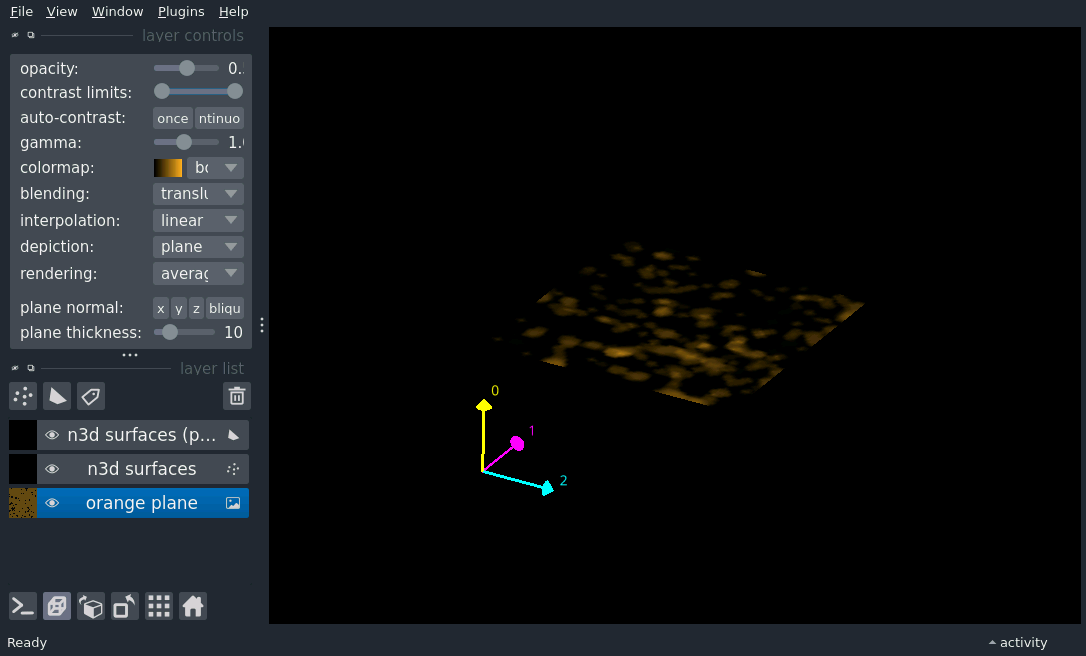 File View Window Plugins Help
layer controls
opacity: 0.
contrast limits:
auto-contrast: once ntinuo
gamma: 1.
colormap: bo
blending: translu
interpolation: linear
depiction: plane
rendering: averag
plane normal: x y z bliqu
plane thickness: 10
layer list
n3d surfaces (p...
n3d surfaces
orange plane
0
1
2
Ready
activity